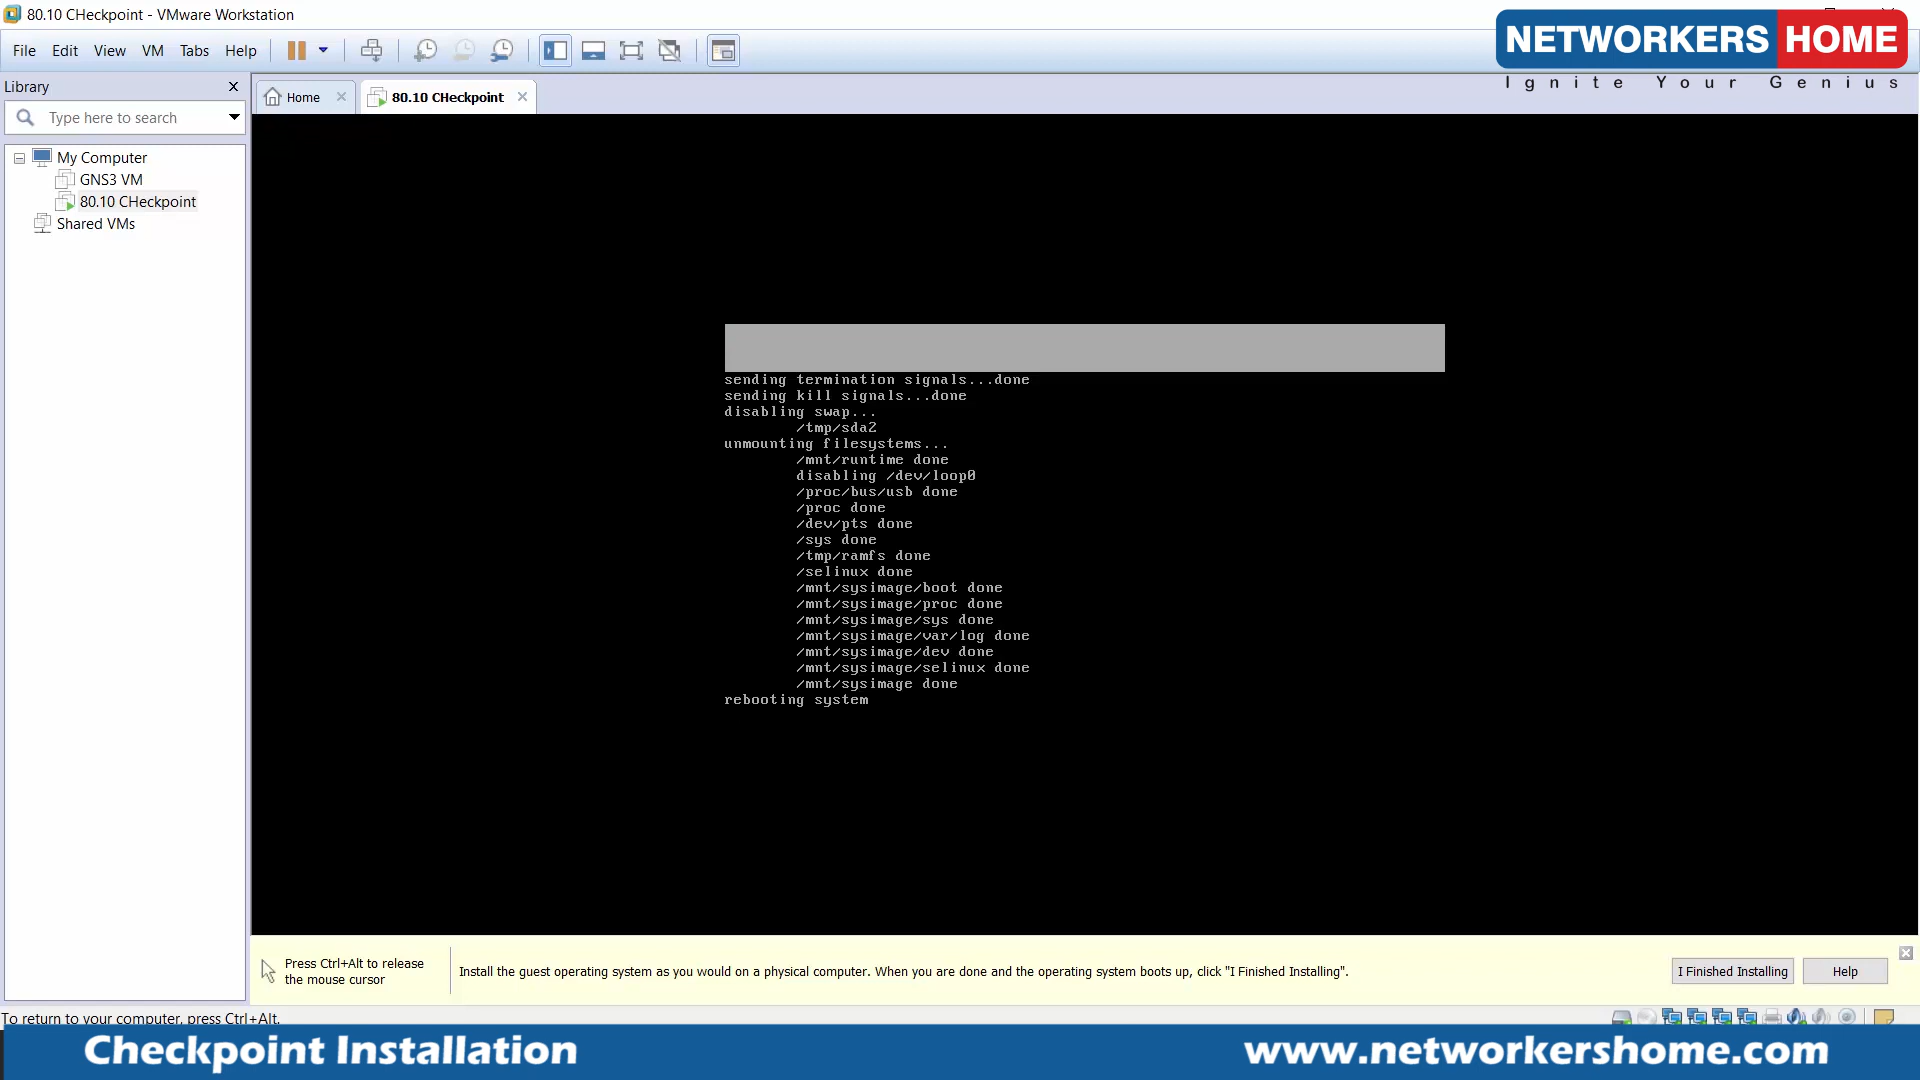 80.10 CHeckpoint - VMware Workstation
File Edit View VM Tabs Help
NETWORKERS HOME
Ignite Your Genius
Library
Home
80.10 CHeckpoint
Type here to search
My Computer
GNS3 VM
80.10 CHeckpoint
Shared VMs
sending termination signals...done
sending kill signals...done
disabling swap...
/tmp/sda2
unmounting filesystems...
/mnt/runtime done
disabling /dev/loop0
/proc/bus/usb done
/proc done
/dev/pts done
/sys done
/tmp/ramfs done
/selinux done
/mnt/sysimage/boot done
/mnt/sysimage/proc done
/mnt/sysimage/sys done
/mnt/sysimage/var/log done
/mnt/sysimage/dev done
/mnt/sysimage/selinux done
/mnt/sysimage done
rebooting system
Press Ctrl+Alt to release
the mouse cursor
Install the guest operating system as you would on a physical computer. When you are done and the operating system boots up, click "I Finished Installing".
I Finished Installing
Help
To return to your computer, press Ctrl+Alt.
Checkpoint Installation
www.networkershome.com